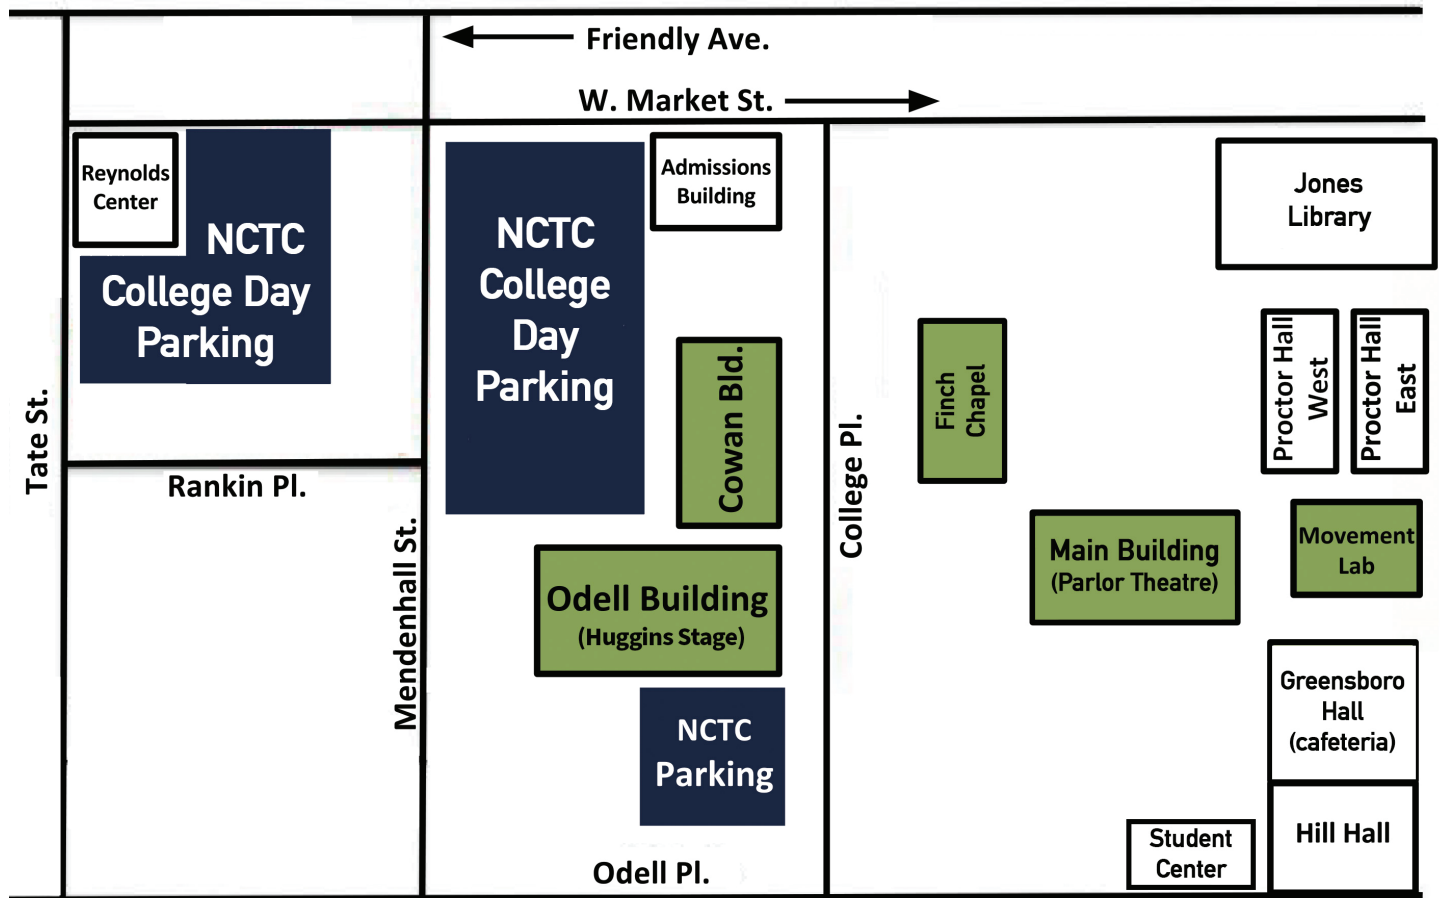 Friendly Ave.
W. Market St.
Reynolds
Center
NCTC
College Day
Parking
NCTC
College
Day
Parking
Admissions
Building
Jones
Library
Cowan Bld.
Finch
Chapel
Proctor Hall
West
Proctor Hall
East
Tate St.
Rankin Pl.
Mendenhall St.
College Pl.
Main Building
(Parlor Theatre)
Movement
Lab
Odell Building
(Huggins Stage)
Greensboro
Hall
(cafeteria)
NCTC
Parking
Student
Center
Hill Hall
Odell Pl.